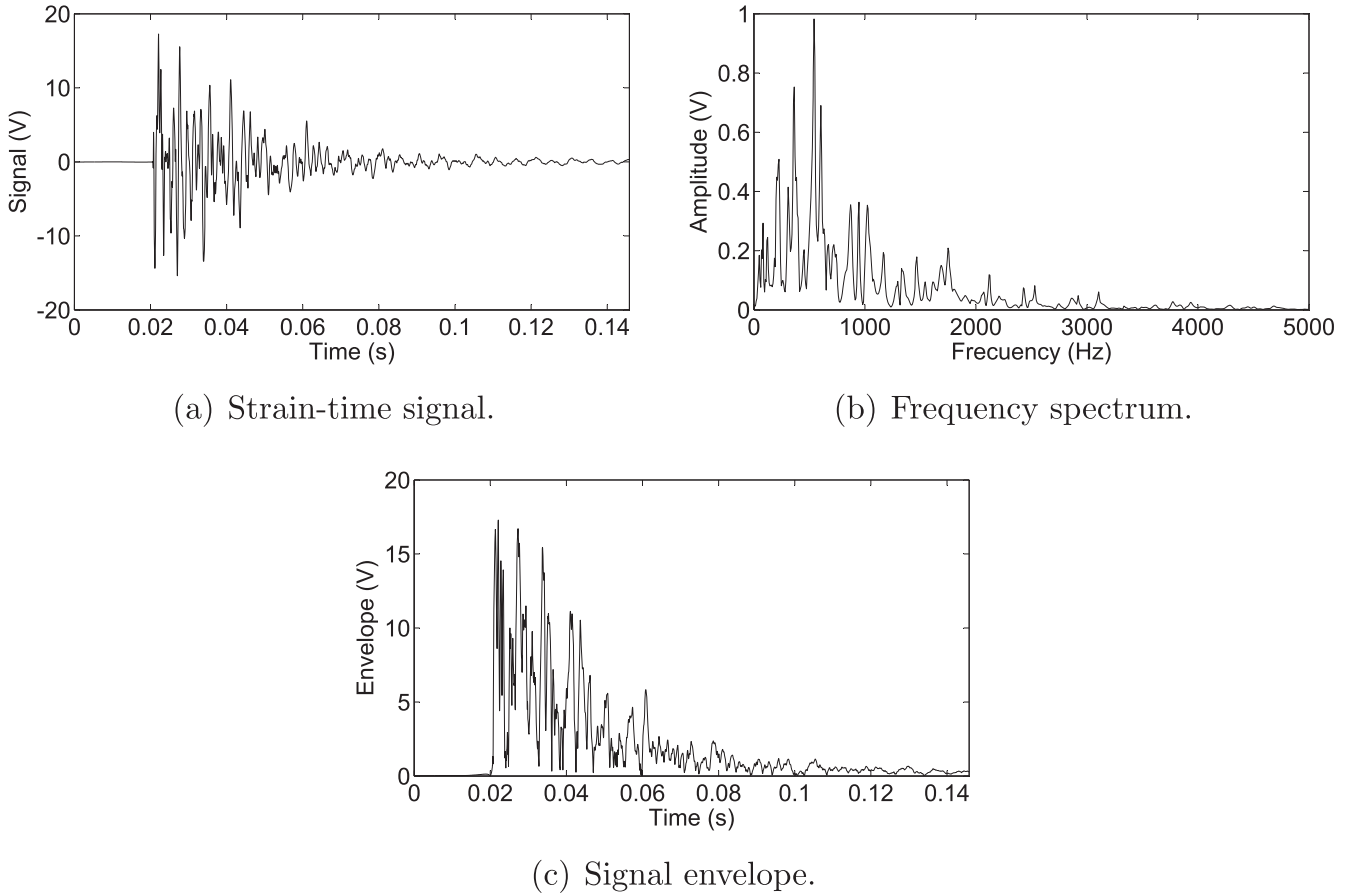 20
10
0
-10
-20
Signal (V)
0 0.02 0.04 0.06 0.08 0.1 0.12 0.14
Time (s)
(a) Strain-time signal.
1
0.8
0.6
0.4
0.2
0
Amplitude (V)
0 1000 2000 3000 4000 5000
Frecuency (Hz)
(b) Frequency spectrum.
20
15
10
5
0
Envelope (V)
0 0.02 0.04 0.06 0.08 0.1 0.12 0.14
Time (s)
(c) Signal envelope.